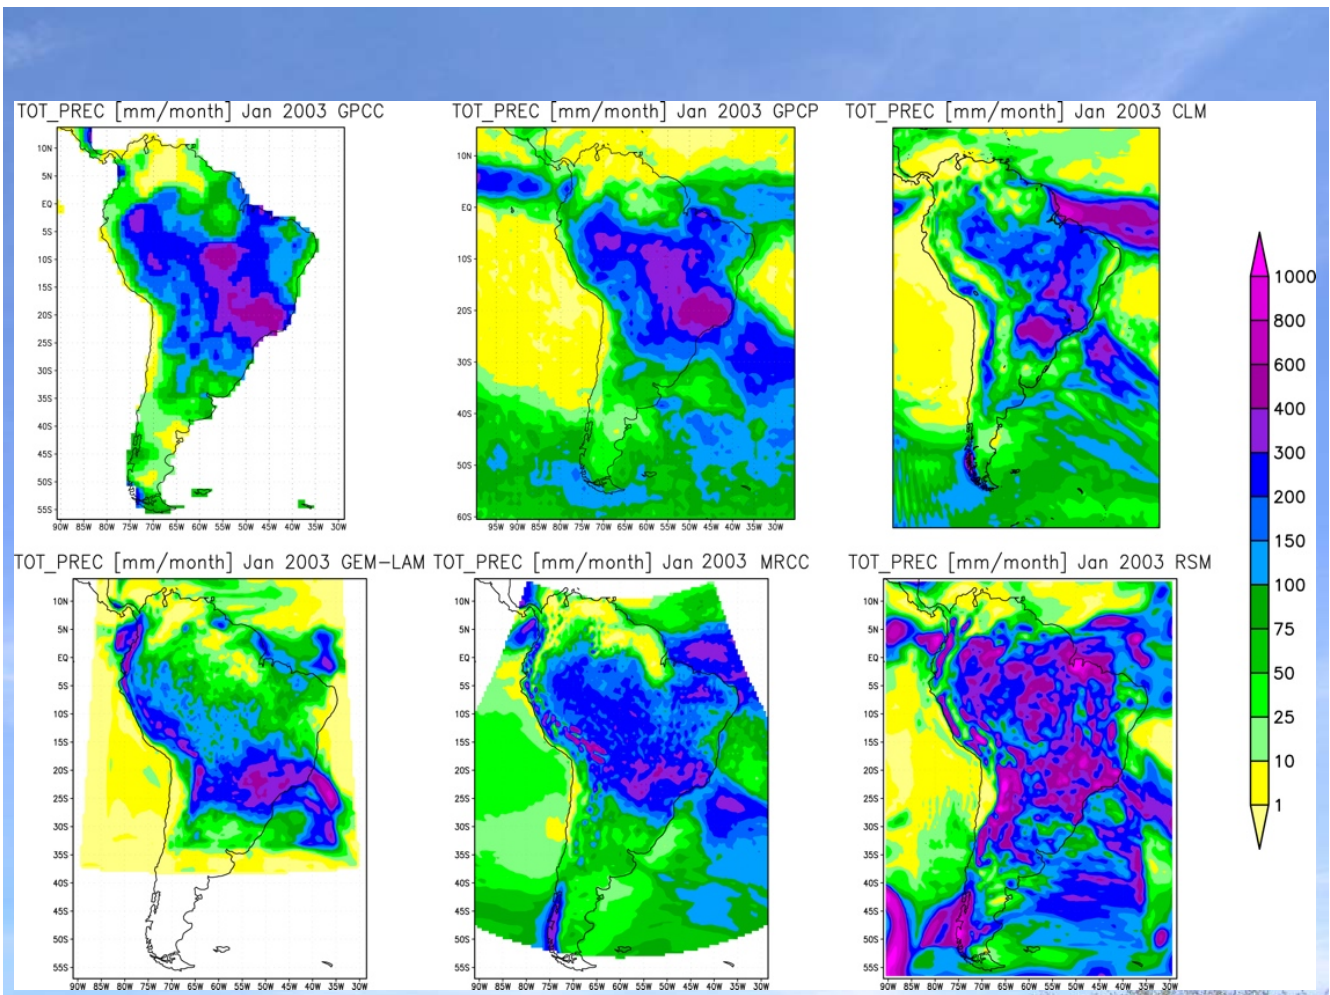 TOT_PREC [mm/month] Jan 2003 GPCC
TOT_PREC [mm/month] Jan 2003 GPCP
TOT_PREC [mm/month] Jan 2003 CLM
10N
5N
EQ
5S
10S
15S
20S
25S
30S
35S
40S
45S
50S
55S
90W 85W 80W 75W 70W 65W 60W 55W 50W 45W 40W 35W 30W
10N
EQ
10S
20S
30S
40S
50S
60S
95W 90W 85W 80W 75W 70W 65W 60W 55W 50W 45W 40W 35W 30W
TOT_PREC [mm/month] Jan 2003 GEM-LAM
TOT_PREC [mm/month] Jan 2003 MRCC
TOT_PREC [mm/month] Jan 2003 RSM
10N
5N
EQ
5S
10S
15S
20S
25S
30S
35S
40S
45S
50S
55S
90W 85W 80W 75W 70W 65W 60W 55W 50W 45W 40W 35W 30W
10N
5N
EQ
5S
10S
15S
20S
25S
30S
35S
40S
45S
50S
55S
90W 85W 80W 75W 70W 65W 60W 55W 50W 45W 40W 35W 30W
10N
5N
EQ
5S
10S
15S
20S
25S
30S
35S
40S
45S
50S
55S
90W 85W 80W 75W 70W 65W 60W 55W 50W 45W 40W 35W 30W
1000
800
600
400
300
200
150
100
75
50
25
10
1